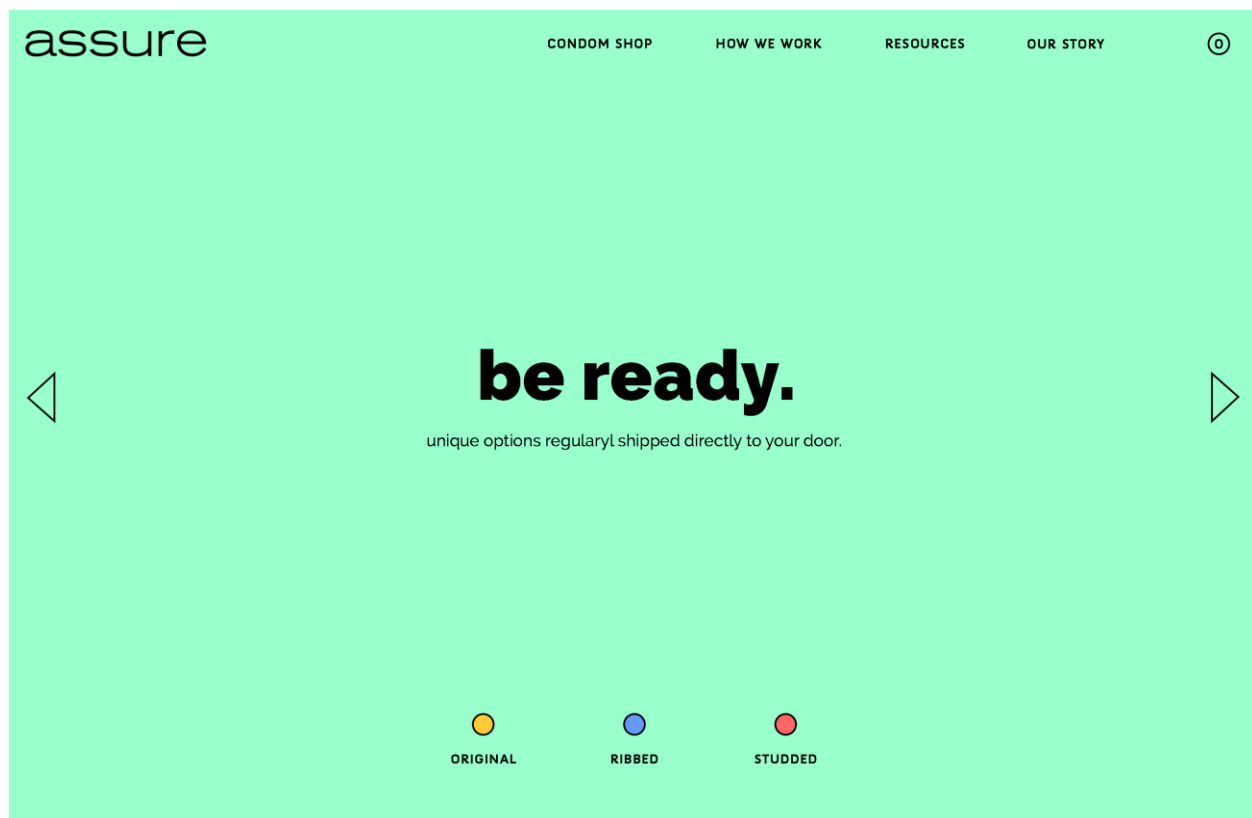 assure
CONDOM SHOP HOW WE WORK RESOURCES OUR STORY 0
be ready.
unique options regularyl shipped directly to your door.
ORIGINAL RIBBED STUDDED